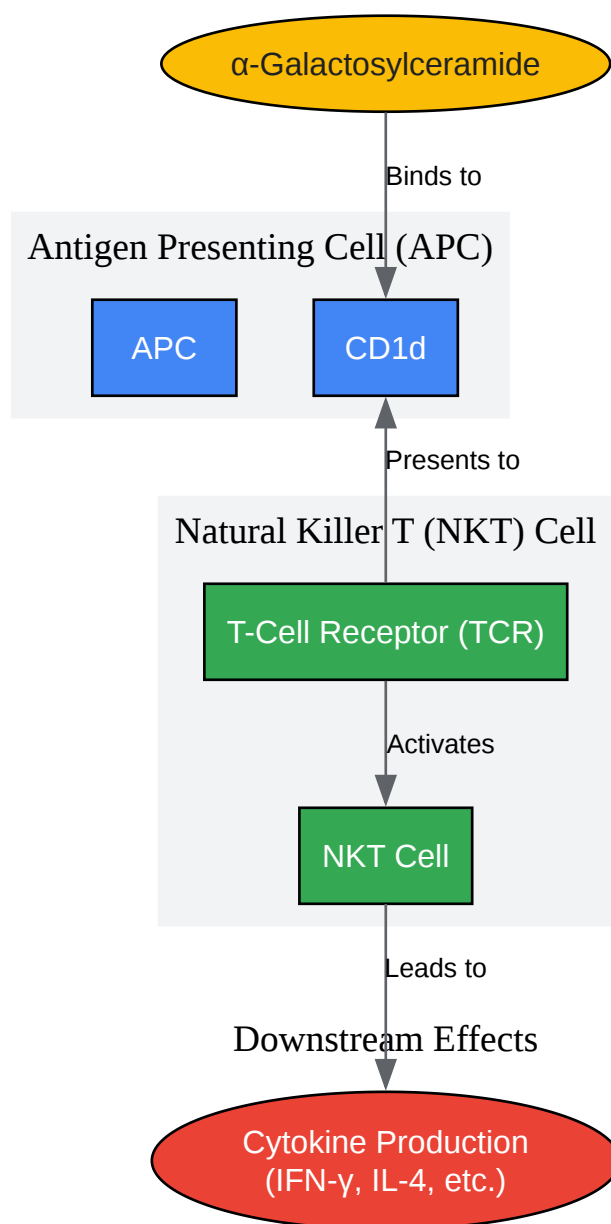 α-Galactosylceramide
Binds to
Antigen Presenting Cell (APC)
APC
CD1d
Presents to
Natural Killer T (NKT) Cell
T-Cell Receptor (TCR)
Activates
NKT Cell
Leads to
Downstream Effects
Cytokine Production
(IFN-γ, IL-4, etc.)